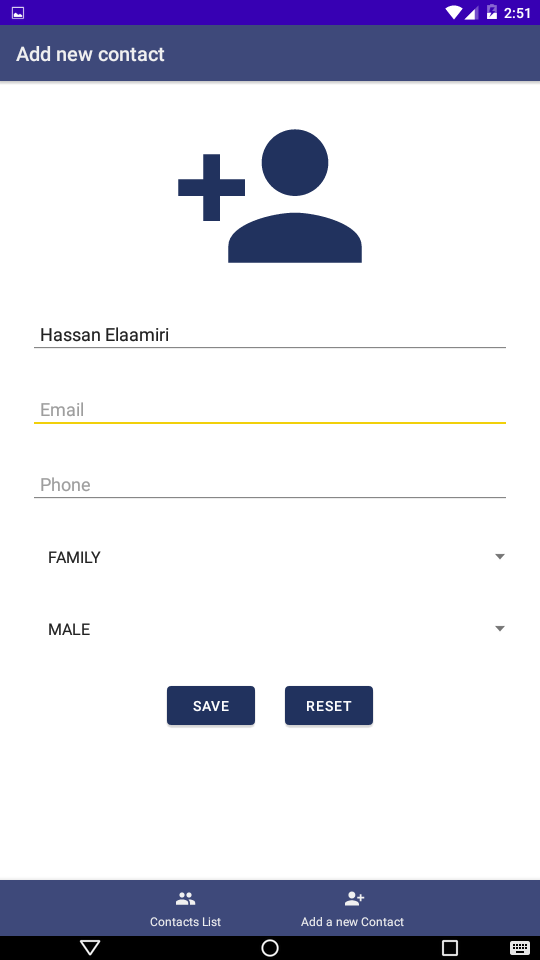 2:51
Add new contact
Hassan Elaamiri
Email
Phone
FAMILY
MALE
SAVE
RESET
Contacts List
Add a new Contact